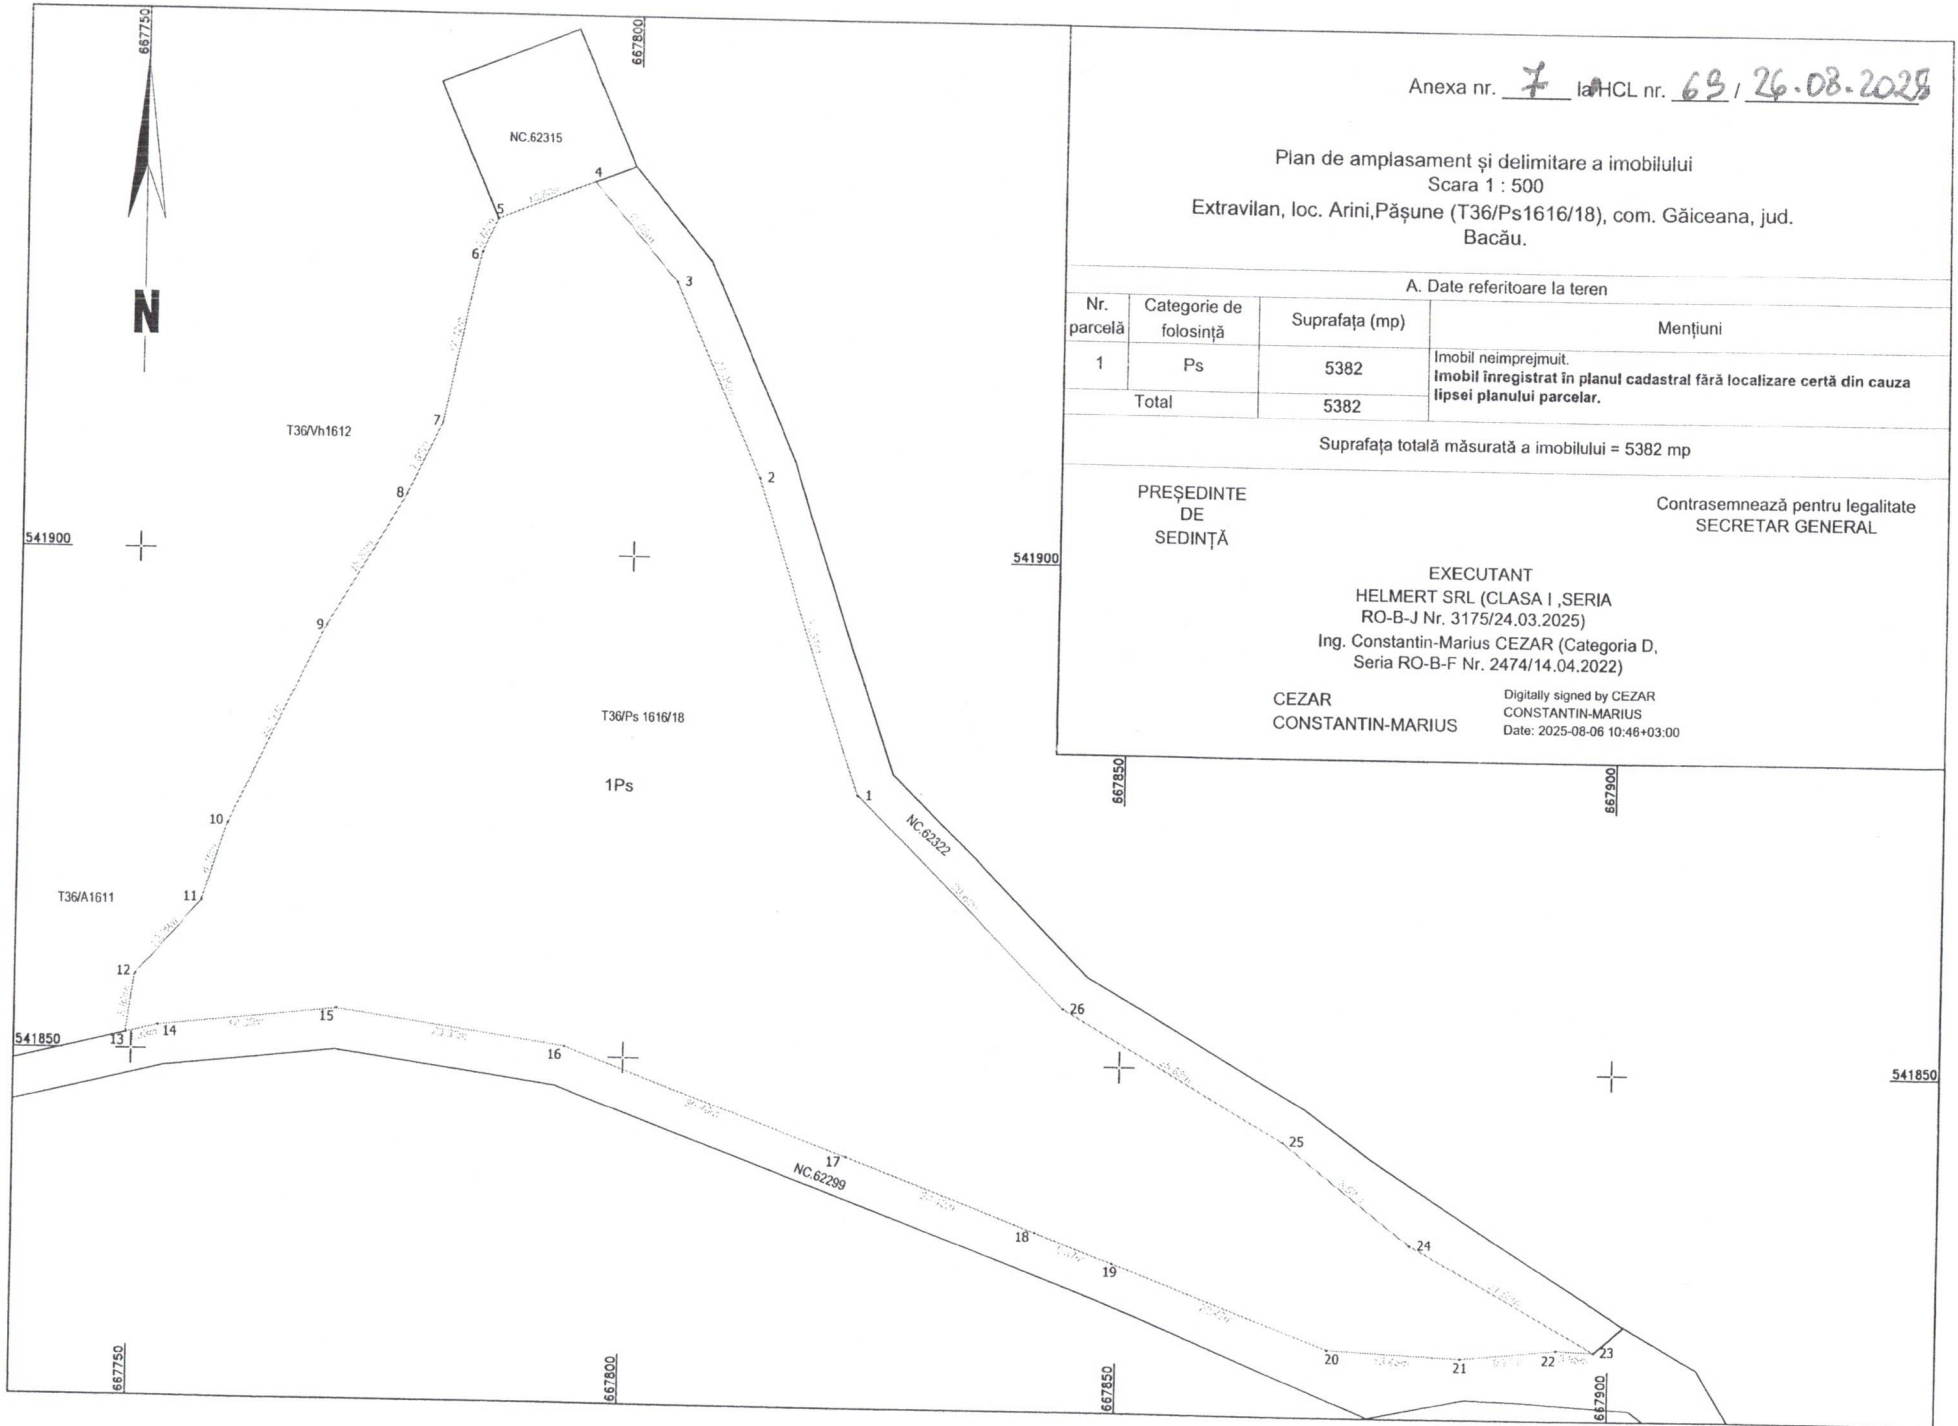 667750
667800
Anexa nr. 7 la HCL nr. 69 / 26.08.2025
Plan de amplasament și delimitare a imobilului
Scara 1 : 500
Extravilan, loc. Arini,Pășune (T36/Ps1616/18), com. Găiceana, jud.
Bacău.
A. Date referitoare la teren
Nr. parcelă
Categorie de folosință
Suprafața (mp)
Mențiuni
1
Ps
5382
Imobil neimprejmuit.
Imobil înregistrat în planul cadastral fără localizare certă din cauza
lipsei planului parcelar.
Total
5382
Suprafața totală măsurată a imobilului = 5382 mp
PREȘEDINTE
DE
SEDINȚĂ
Contrasemnează pentru legalitate
SECRETAR GENERAL
EXECUTANT
HELMERT SRL (CLASA I ,SERIA
RO-B-J Nr. 3175/24.03.2025)
Ing. Constantin-Marius CEZAR (Categoria D,
Seria RO-B-F Nr. 2474/14.04.2022)
CEZAR
CONSTANTIN-MARIUS
Digitally signed by CEZAR
CONSTANTIN-MARIUS
Date: 2025-08-06 10:46+03:00
N
NC.62315
4
5
6
3
7
T36/Vh1612
2
8
541900
541900
9
T36/Ps 1616/18
1Ps
1
667850
667900
10
NC.62322
T36/A1611
11
12
26
13
14
15
541850
16
541850
25
17
NC.62299
18
24
19
20
21
22
23
667750
667800
667850
667900